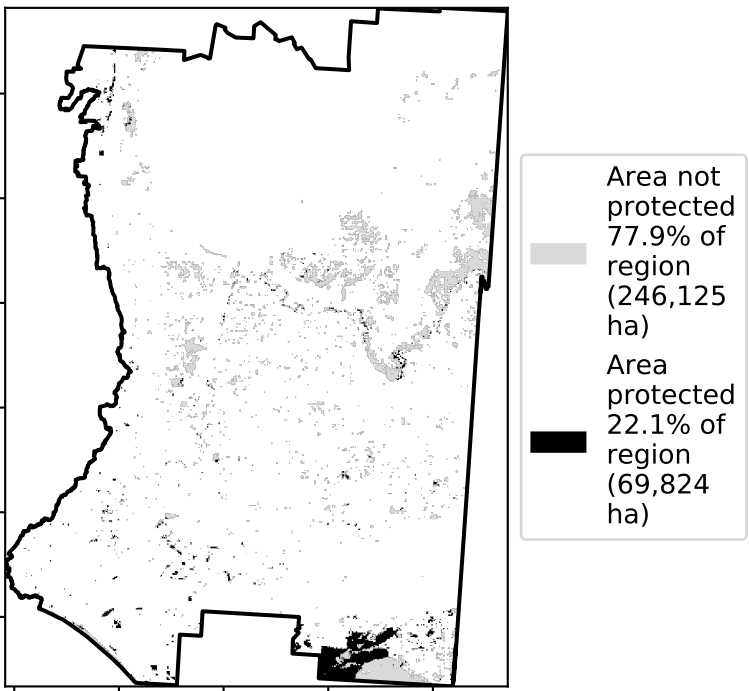 Area not
protected
77.9% of
region
(246,125
ha)
Area
protected
22.1% of
region
(69,824
ha)